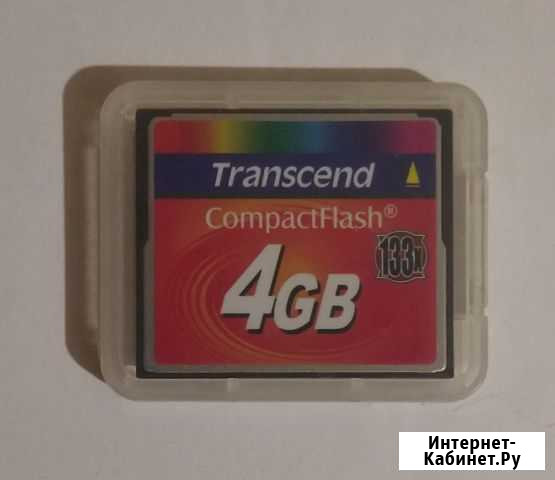 Transcend
CompactFlash®
133x
4GB
Интернет-
Кабинет.Ру